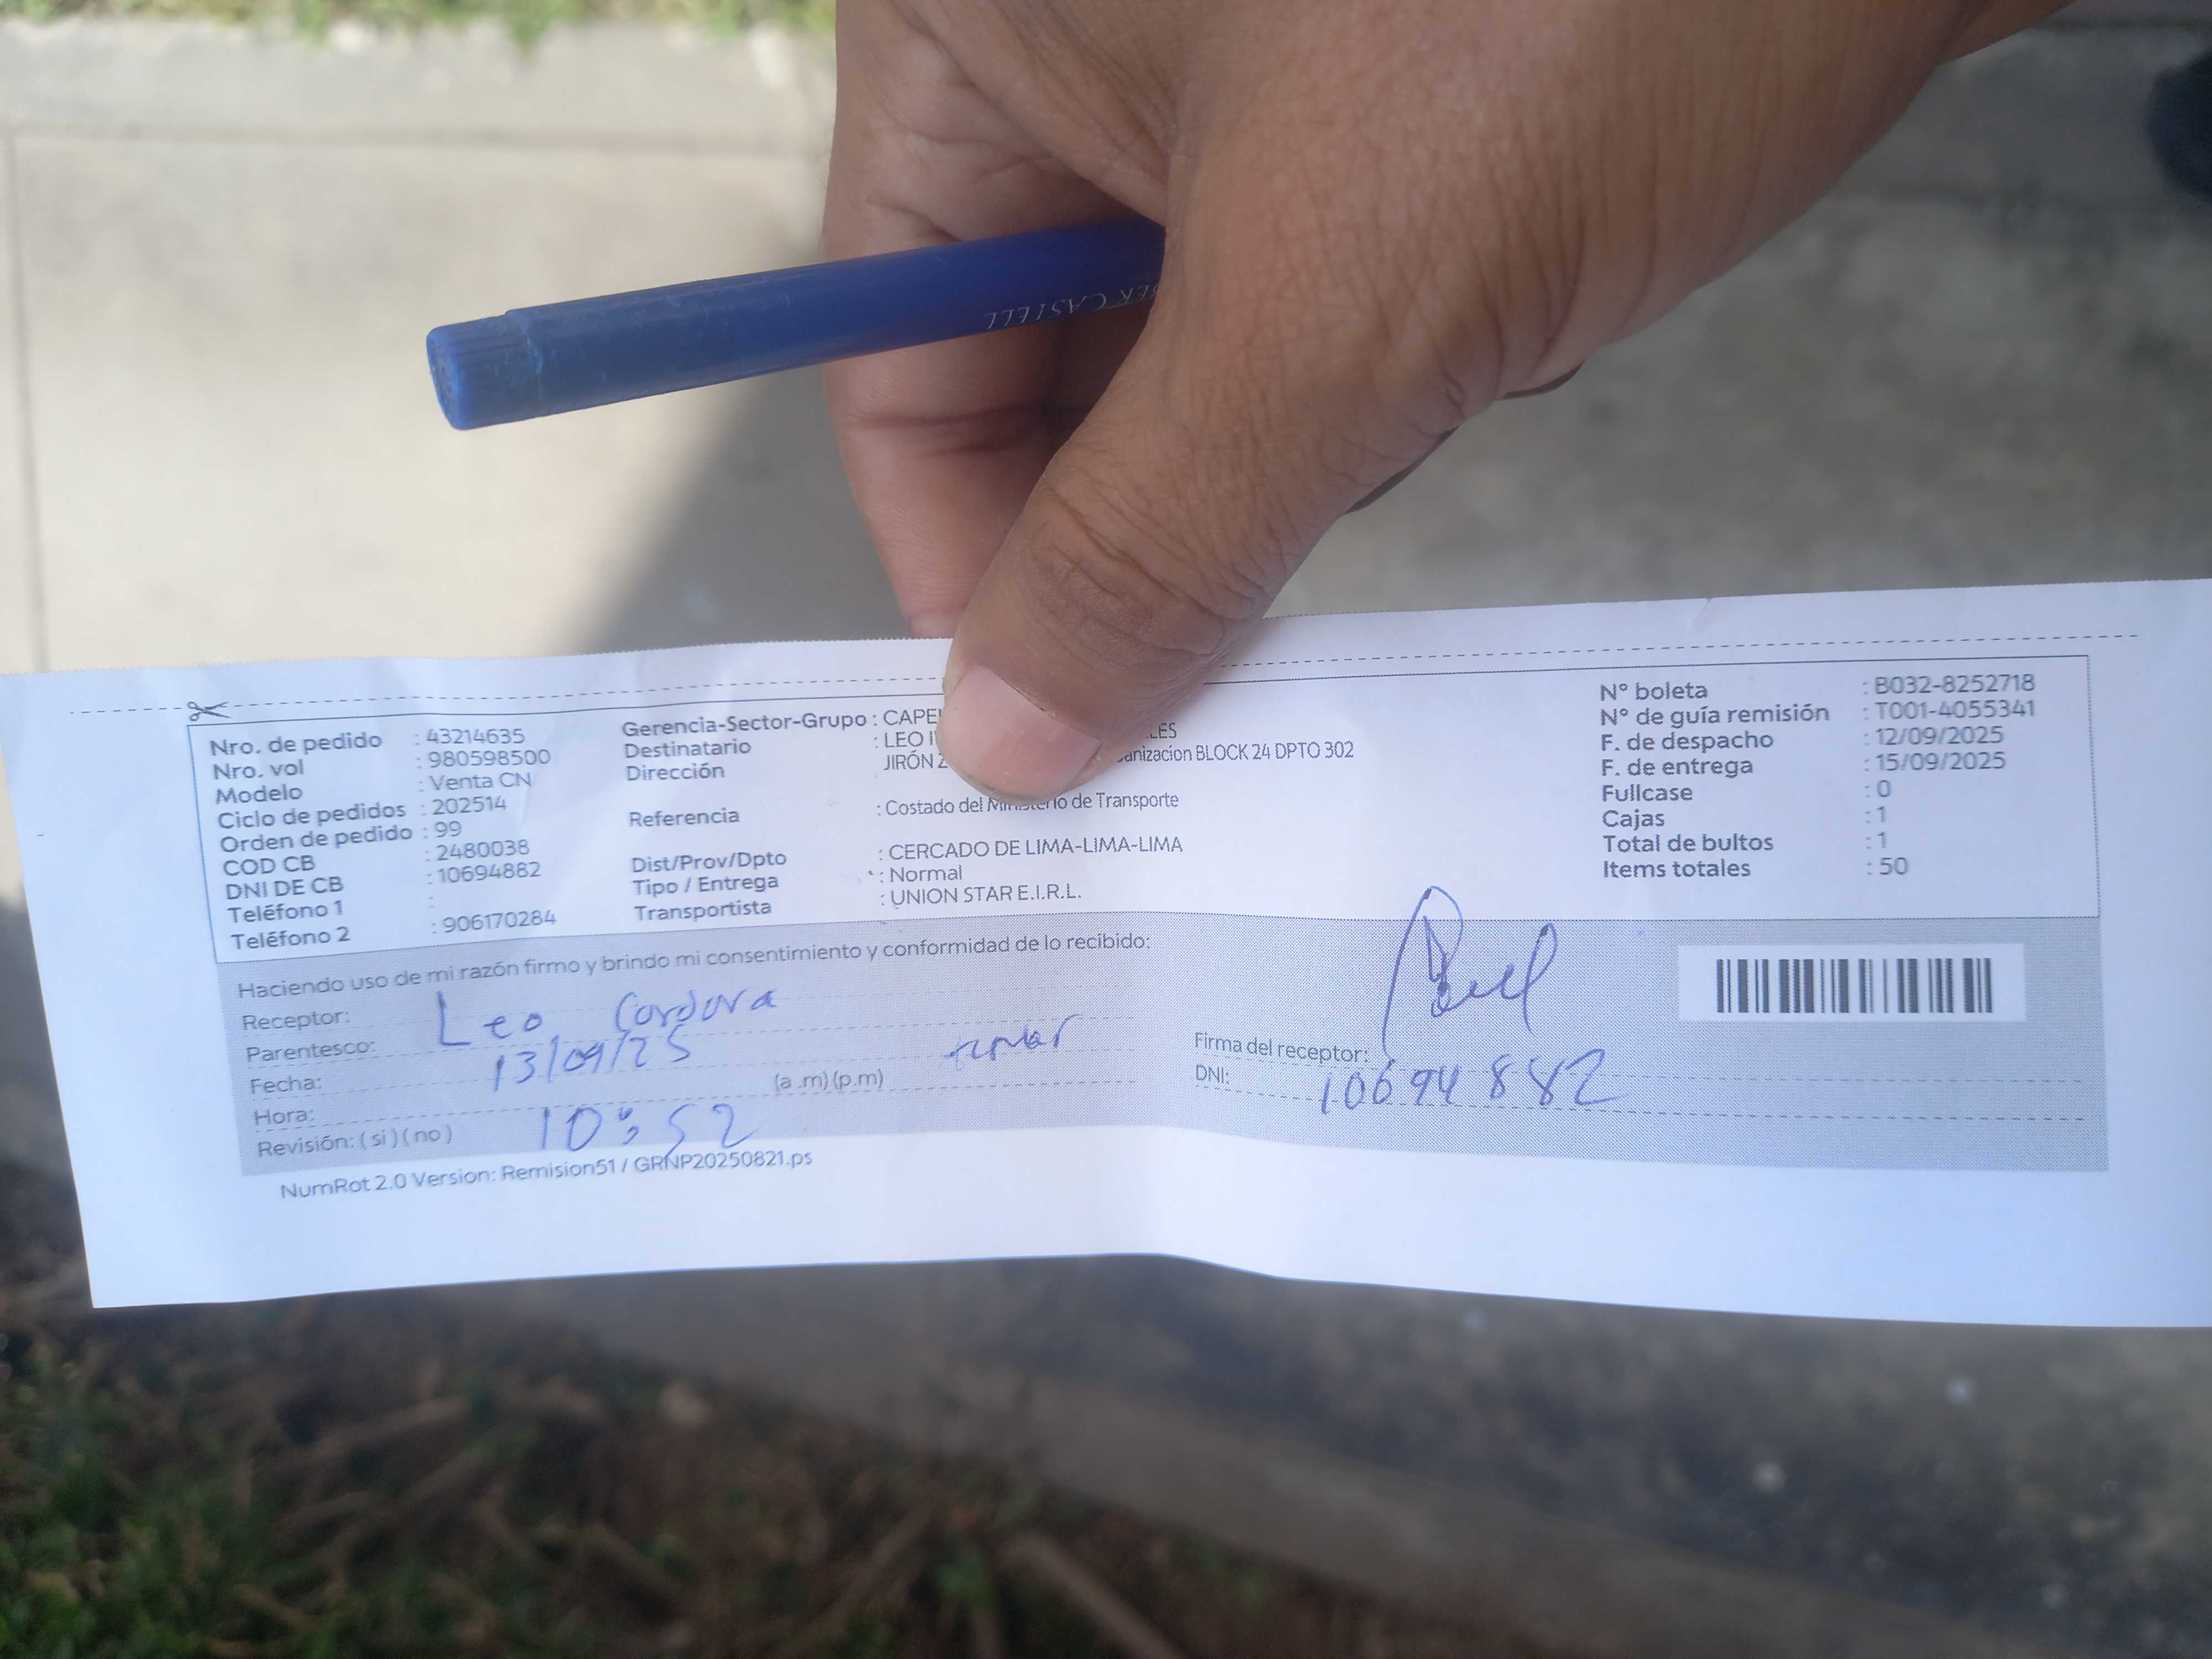 BER CASTELL
Nro. de pedido : 43214635
Nro. vol : 980598500
Modelo : Venta CN
Ciclo de pedidos : 202514
Orden de pedido : 99
COD CB : 2480038
DNI DE CB : 10694882
Teléfono 1 :
Teléfono 2 : 906170284
Gerencia-Sector-Grupo : CAPE
Destinatario : LEO
Dirección JIRÓN BLOCK 24 DPTO 302
Referencia : Costado del Ministerio de Transporte
Dist/Prov/Dpto : CERCADO DE LIMA-LIMA-LIMA
Tipo / Entrega : Normal
Transportista : UNION STAR E.I.R.L.
N° boleta : B032-8252718
N° de guía remisión : T001-4055341
F. de despacho : 12/09/2025
F. de entrega : 15/09/2025
Fullcase : 0
Cajas : 1
Total de bultos : 1
Items totales : 50
Haciendo uso de mi razón firmo y brindo mi consentimiento y conformidad de lo recibido:
Receptor: Leo Cordova
Parentesco:
Fecha: 13/09/25
Hora: (a .m) (p.m)
Revisión: ( si ) ( no ) 10:52
Firma del receptor:
DNI: 10694882
NumRot 2.0 Version: Remision51 / GRNP20250821.ps